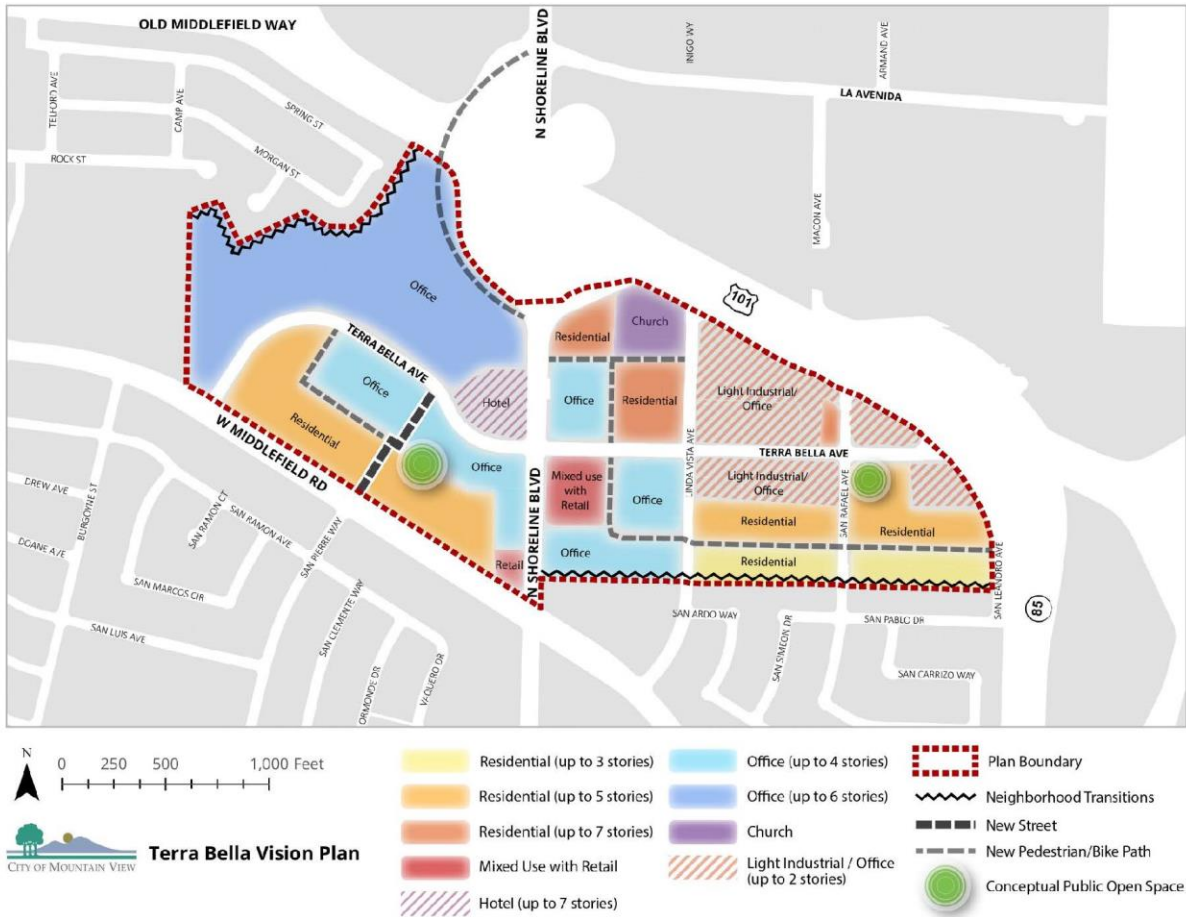 OLD MIDDLEFIELD WAY
N SHORELINE BLVD
INIGO WY
ARMAND AVE
LA AVENIDA
TELFORD AVE
CAMP AVE
SPRING ST
ROCK ST
MORGAN ST
MACON AVE
101
Office
Church
Residential
TERRA BELLA AVE
Office
Hotel
Office
Residential
Light Industrial/
Office
Residential
W MIDDLEFIELD RD
Office
N SHORELINE BLVD
Mixed use
with
Retail
Office
LINDA VISTA AVE
TERRA BELLA AVE
Light Industrial/
Office
SAN RAFAEL AVE
Residential
Residential
Retail
Office
Residential
DREW AVE
BURGOYNE ST
SAN RAMON CT
SAN RAMON AVE
SAN PIERRE WAY
DOANE AVE
SAN MARCOS CIR
SAN LUIS AVE
SAN CLEMENTE WAY
ORMONDE DR
VAQUERO DR
SAN ARDO WAY
SAN SIMEON DR
SAN PABLO DR
SAN CARRIZO WAY
SAN LEANDRO AVE
85
N
0 250 500 1,000 Feet
CITY OF MOUNTAIN VIEW
Terra Bella Vision Plan
Residential (up to 3 stories)
Residential (up to 5 stories)
Residential (up to 7 stories)
Mixed Use with Retail
Hotel (up to 7 stories)
Office (up to 4 stories)
Office (up to 6 stories)
Church
Light Industrial / Office
(up to 2 stories)
Plan Boundary
Neighborhood Transitions
New Street
New Pedestrian/Bike Path
Conceptual Public Open Space